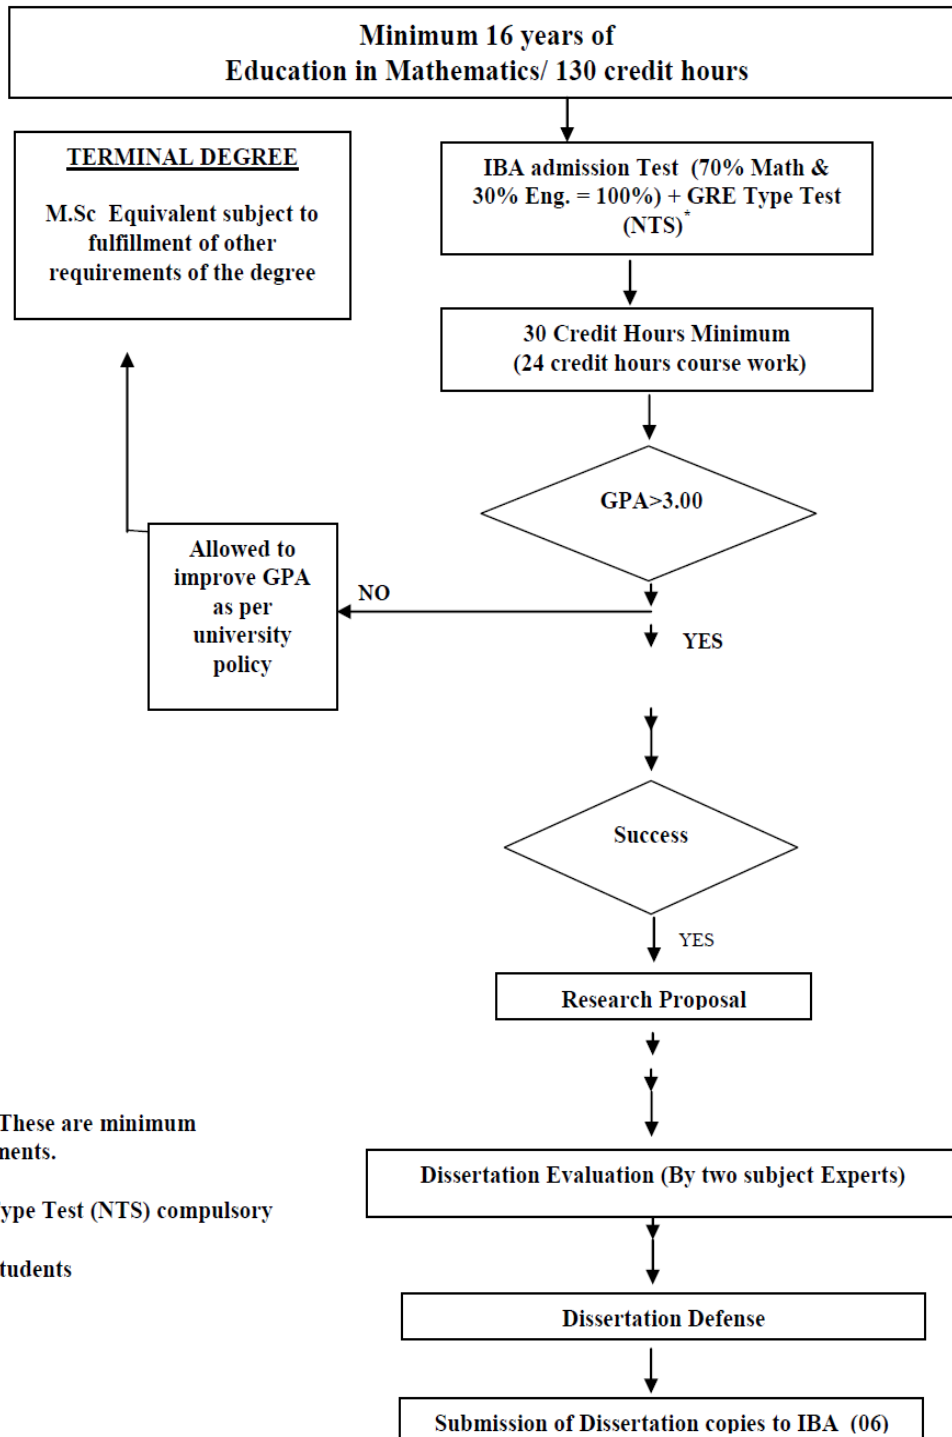 Minimum 16 years of
Education in Mathematics/ 130 credit hours
TERMINAL DEGREE
M.Sc Equivalent subject to
fulfillment of other
requirements of the degree
IBA admission Test (70% Math &
30% Eng. = 100%) + GRE Type Test
(NTS)*
30 Credit Hours Minimum
(24 credit hours course work)
GPA>3.00
Allowed to
improve GPA
as per
university
policy
NO
YES
Success
YES
Research Proposal
These are minimum
ments.
ype Test (NTS) compulsory
tudents
Dissertation Evaluation (By two subject Experts)
Dissertation Defense
Submission of Dissertation copies to IBA (06)